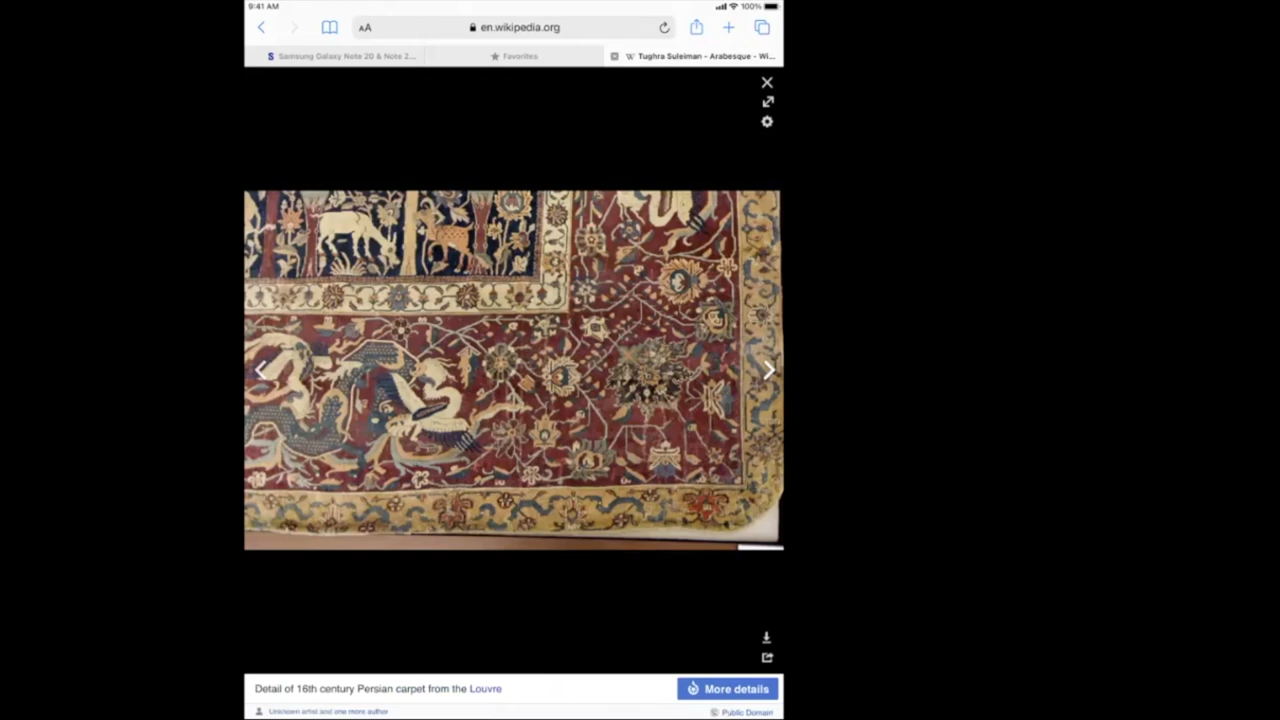 9:41 AM 100%
AA en.wikipedia.org
S Samsung Galaxy Note 20 & Note 2... Favorites W Tughra Suleiman - Arabesque - Wi...
Detail of 16th century Persian carpet from the Louvre More details
Unknown artist and one more author Public Domain